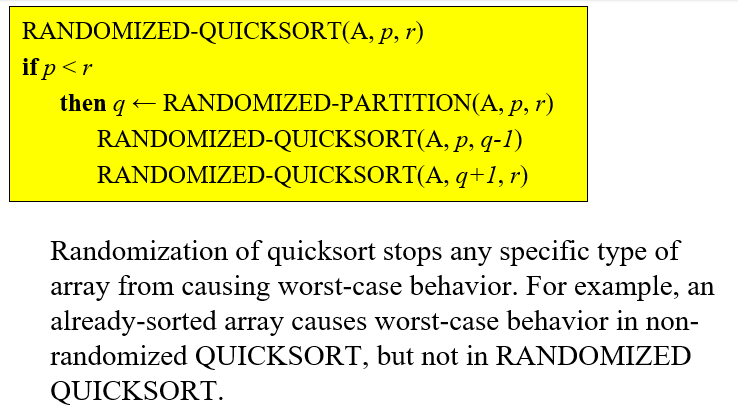 RANDOMIZED-QUICKSORT(A, p, r)
if p < r
then q ← RANDOMIZED-PARTITION(A, p, r)
RANDOMIZED-QUICKSORT(A, p, q-1)
RANDOMIZED-QUICKSORT(A, q+1, r)
Randomization of quicksort stops any specific type of
array from causing worst-case behavior. For example, an
already-sorted array causes worst-case behavior in non-
randomized QUICKSORT, but not in RANDOMIZED
QUICKSORT.